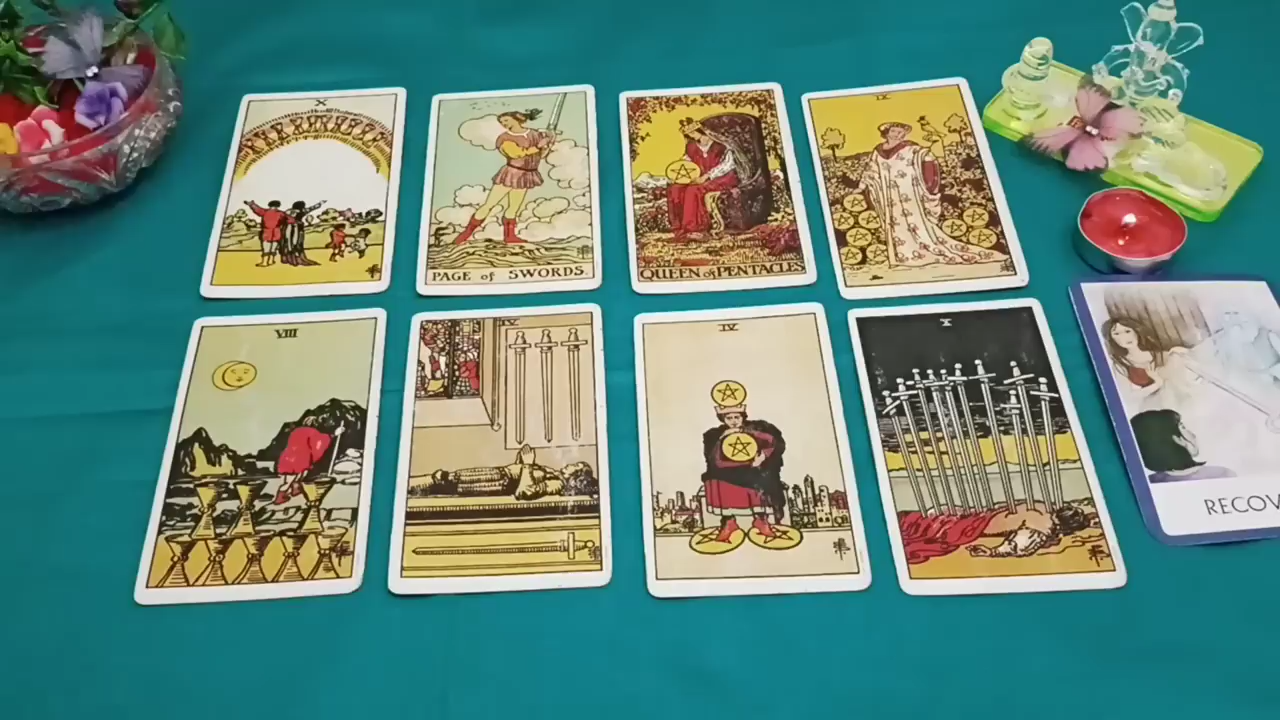 X
PAGE of SWORDS.
QUEEN of PENTACLES
IX
VIII
IV
IV
X
RECOV